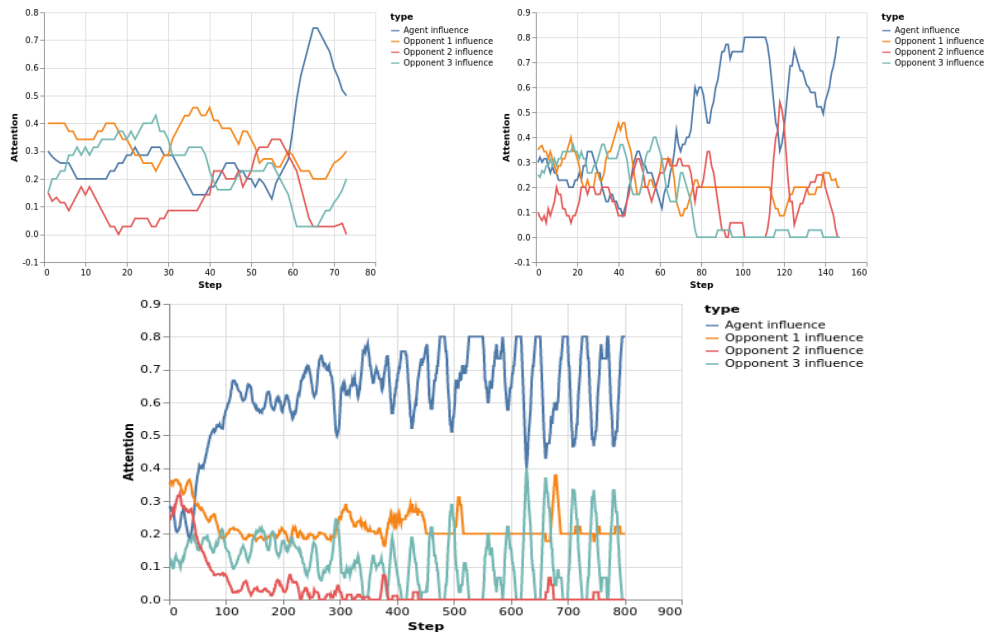 0.8
0.7
0.6
0.5
0.4
0.3
0.2
0.1
0.0
-0.1
Attention
0 10 20 30 40 50 60 70 80
Step
type
Agent influence
Opponent 1 influence
Opponent 2 influence
Opponent 3 influence
0.9
0.8
0.7
0.6
0.5
0.4
0.3
0.2
0.1
0.0
-0.1
Attention
0 20 40 60 80 100 120 140 160
Step
type
Agent influence
Opponent 1 influence
Opponent 2 influence
Opponent 3 influence
0.9
0.8
0.7
0.6
0.5
0.4
0.3
0.2
0.1
0.0
Attention
0 100 200 300 400 500 600 700 800 900
Step
type
Agent influence
Opponent 1 influence
Opponent 2 influence
Opponent 3 influence